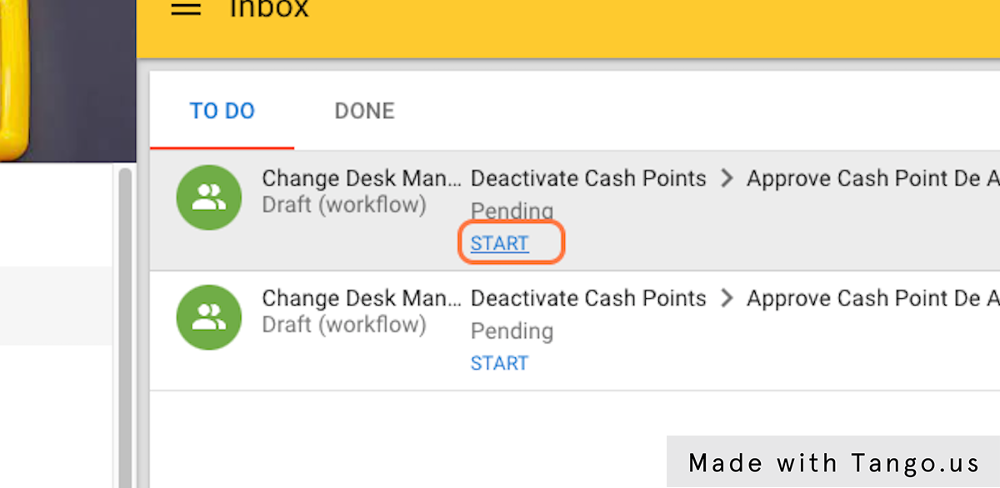 Inbox
TO DO DONE
Change Desk Man... Deactivate Cash Points > Approve Cash Point De A
Draft (workflow) Pending
START
Change Desk Man... Deactivate Cash Points > Approve Cash Point De A
Draft (workflow) Pending
START
Made with Tango.us